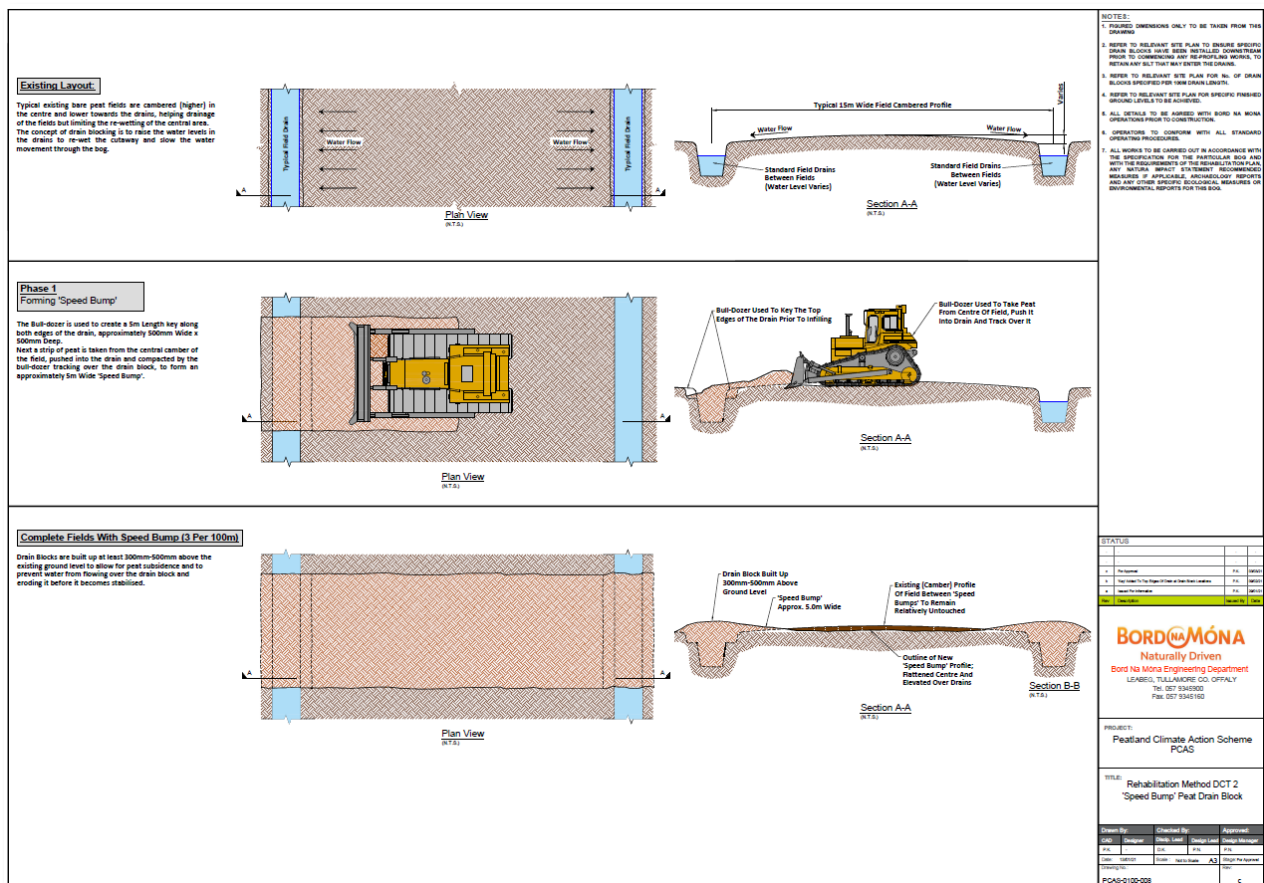 Existing Layout:
Typical existing bare peat fields are cambered (higher) in
the centre and lower towards the drains, helping drainage
of the fields but limiting the re-wetting of the central area.
The concept of drain blocking is to raise the water levels in
the drains to re-wet the cutaway and slow the water
movement through the bog.
Typical Field Drain
Water Flow
Water Flow
Typical Field Drain
A
A
Plan View
(N.T.S.)
Typical 15m Wide Field Cambered Profile
Varies
Water Flow
Water Flow
Standard Field Drains
Between Fields
(Water Level Varies)
Standard Field Drains
Between Fields
(Water Level Varies)
Section A-A
(N.T.S.)
Phase 1
Forming 'Speed Bump'
The Bull-dozer is used to create a 5m Length key along
both edges of the drain, approximately 500mm Wide x
500mm Deep.
Next a strip of peat is taken from the central camber of
the field, pushed into the drain and compacted by the
bull-dozer tracking over the drain block, to form an
approximately 5m Wide 'Speed Bump'.
A
A
Plan View
(N.T.S.)
Bull-Dozer Used To Key The Top
Edges Of The Drain Prior To Infilling
Bull-Dozer Used To Take Peat
From Centre Of Field, Push It
Into Drain And Track Over It
Section A-A
(N.T.S.)
Complete Fields With Speed Bump (3 Per 100m)
Drain Blocks are built up at least 300mm-500mm above the
existing ground level to allow for peat subsidence and to
prevent water from flowing over the drain block and
eroding it before it becomes stabilised.
A
A
Plan View
(N.T.S.)
Drain Block Built Up
300mm-500mm Above
Ground Level
'Speed Bump'
Approx. 5.0m Wide
Existing (Camber) Profile
Of Field Between 'Speed
Bumps' To Remain
Relatively Untouched
Outline of New
'Speed Bump' Profile;
Flattened Centre And
Elevated Over Drains
Section B-B
(N.T.S.)
Section A-A
(N.T.S.)
NOTES:
1. FIGURED DIMENSIONS ONLY TO BE TAKEN FROM THIS
DRAWING
2. REFER TO RELEVANT SITE PLAN TO ENSURE SPECIFIC
DRAIN BLOCKS HAVE BEEN INSTALLED DOWNSTREAM
PRIOR TO COMMENCING ANY RE-PROFILING WORKS, TO
RETAIN ANY SILT THAT MAY ENTER THE DRAINS.
3. REFER TO RELEVANT SITE PLAN FOR No. OF DRAIN
BLOCKS SPECIFIED PER 100M DRAIN LENGTH.
4. REFER TO RELEVANT SITE PLAN FOR SPECIFIC FINISHED
GROUND LEVELS TO BE ACHIEVED.
5. ALL DETAILS TO BE AGREED WITH BORD NA MONA
OPERATIONS PRIOR TO CONSTRUCTION.
6. OPERATORS TO CONFORM WITH ALL STANDARD
OPERATING PROCEDURES.
7. ALL WORKS TO BE CARRIED OUT IN ACCORDANCE WITH
THE SPECIFICATION FOR THE PARTICULAR BOG AND
WITH THE REQUIREMENTS OF THE REHABILITATION PLAN,
ANY NATURA IMPACT STATEMENT RECOMMENDED
MEASURES IF APPLICABLE, ARCHAEOLOGY REPORTS
AND ANY OTHER SPECIFIC ECOLOGICAL MEASURES OR
ENVIRONMENTAL REPORTS FOR THIS BOG.
STATUS
Rev Description Issued By Date
BORD NA MÓNA
Naturally Driven
Bord Na Móna Engineering Department
LEABEG, TULLAMORE CO. OFFALY
Tel. 057 9345900
Fax. 057 9345160
PROJECT:
Peatland Climate Action Scheme
PCAS
TITLE:
Rehabilitation Method DCT 2
'Speed Bump' Peat Drain Block
Drawn By: Checked By: Approved:
CAD Designer Discip. Lead Design Lead Design Manager
P.K. - D.K. P.N. P.N.
Date: Scale : Not to Scale A3 Stage Pre Approval
Drawing No.: Rev:
PCAS-0100-008 C